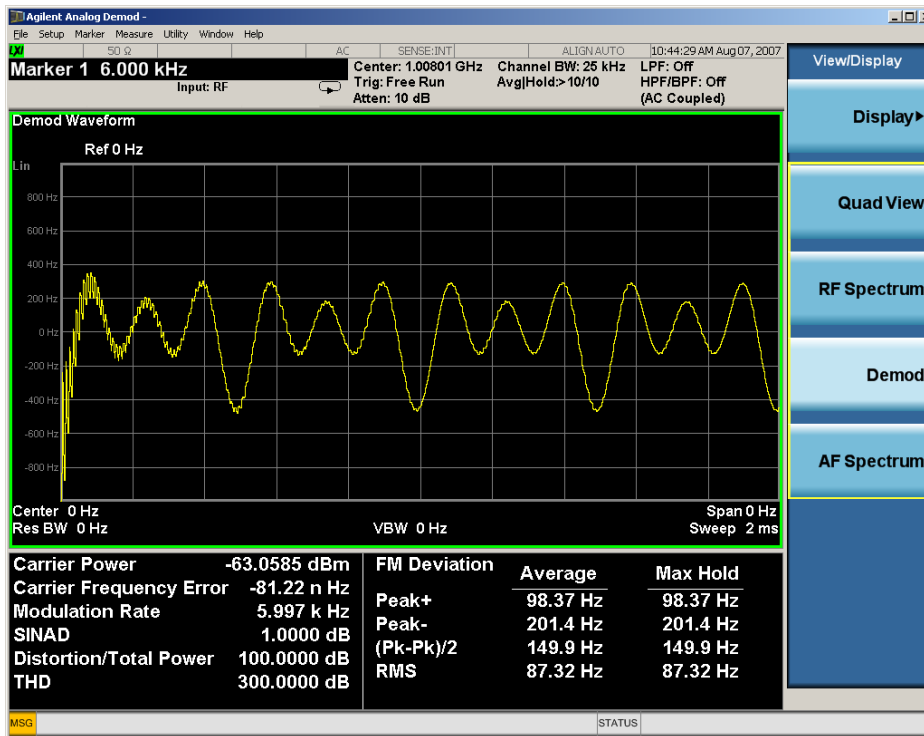 Agilent Analog Demod -
File Setup Marker Measure Utility Window Help
LXI 50 Ω AC SENSE:INT ALIGN AUTO 10:44:29 AM Aug 07, 2007
Marker 1 6.000 kHz
Input: RF
Center: 1.00801 GHz Channel BW: 25 kHz LPF: Off
Trig: Free Run Avg|Hold:>10/10 HPF/BPF: Off
Atten: 10 dB (AC Coupled)
View/Display
Display
Quad View
RF Spectrum
Demod
AF Spectrum
Demod Waveform
Ref 0 Hz
Lin
800 Hz
600 Hz
400 Hz
200 Hz
0 Hz
-200 Hz
-400 Hz
-600 Hz
-800 Hz
Center 0 Hz Span 0 Hz
Res BW 0 Hz VBW 0 Hz Sweep 2 ms
Carrier Power -63.0585 dBm
Carrier Frequency Error -81.22 n Hz
Modulation Rate 5.997 k Hz
SINAD 1.0000 dB
Distortion/Total Power 100.0000 dB
THD 300.0000 dB
FM Deviation Average Max Hold
Peak+ 98.37 Hz 98.37 Hz
Peak- 201.4 Hz 201.4 Hz
(Pk-Pk)/2 149.9 Hz 149.9 Hz
RMS 87.32 Hz 87.32 Hz
MSG STATUS